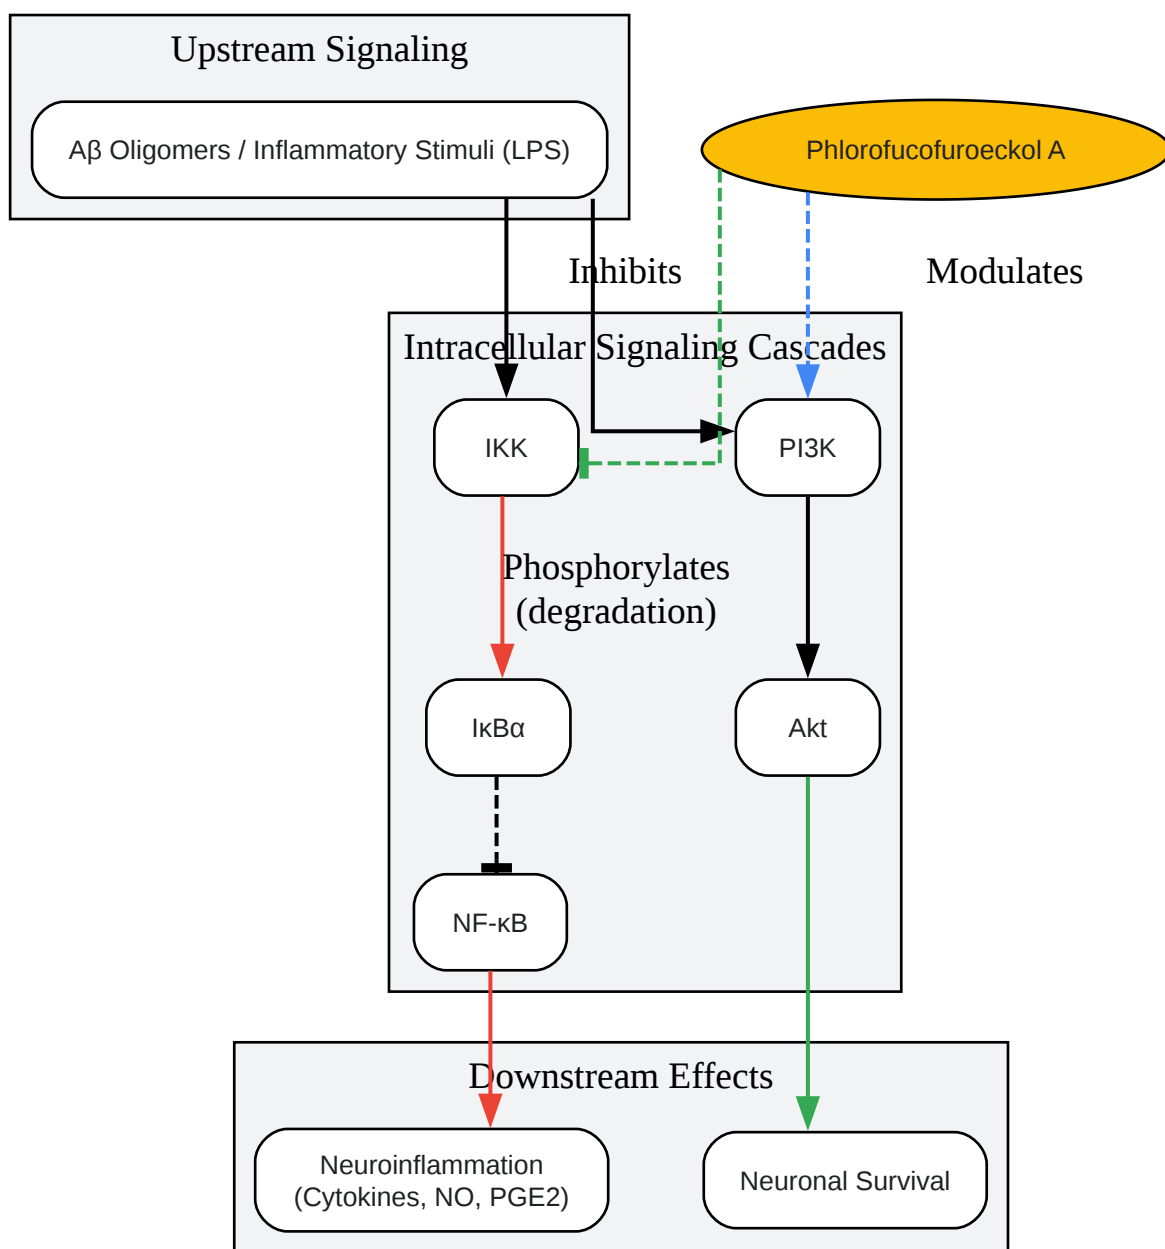 Upstream Signaling
Aβ Oligomers / Inflammatory Stimuli (LPS)
Phlorofucofuroeckol A
Inhibits
Modulates
Intracellular Signaling Cascades
IKK
PI3K
Phosphorylates
(degradation)
IκBα
Akt
NF-κB
Downstream Effects
Neuroinflammation
(Cytokines, NO, PGE2)
Neuronal Survival